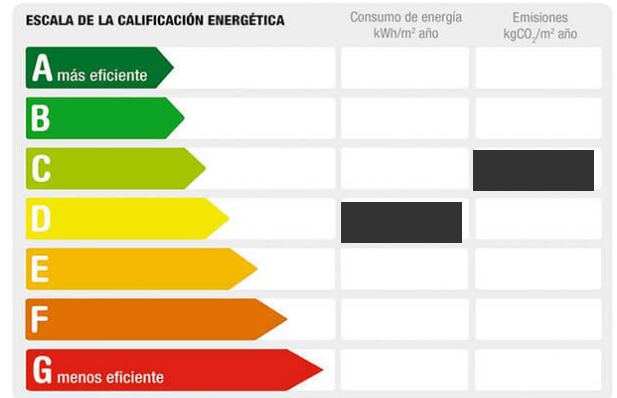 ESCALA DE LA CALIFICACIÓN ENERGÉTICA
Consumo de energía
kWh/m² año
Emisiones
kgCO₂/m² año
A más eficiente
B
C
D
E
F
G menos eficiente